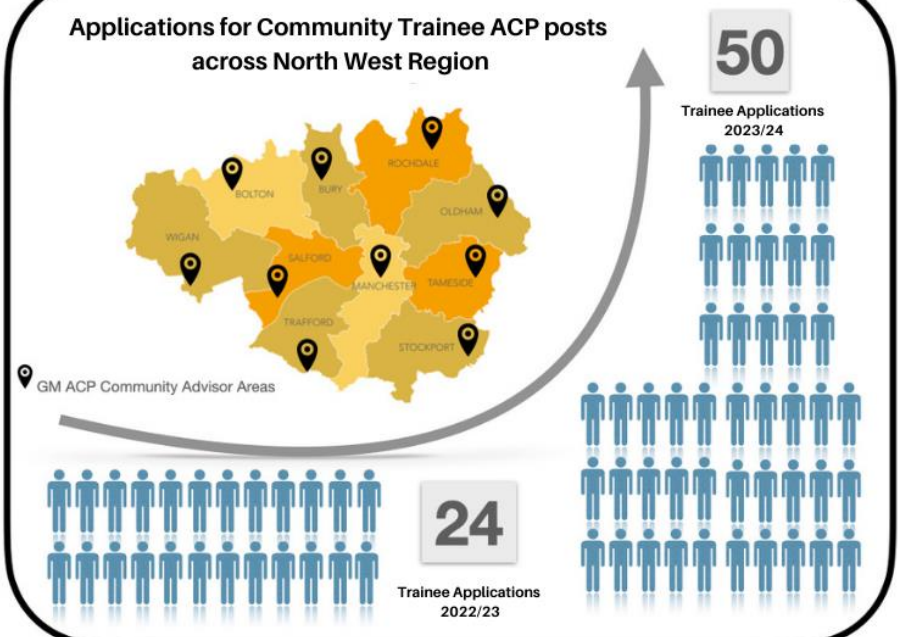 Applications for Community Trainee ACP posts
across North West Region
50
Trainee Applications
2023/24
ROCHDALE
BOLTON
BURY
OLDHAM
WIGAN
SALFORD
MANCHESTER
TAMESIDE
TRAFFORD
STOCKPORT
GM ACP Community Advisor Areas
24
Trainee Applications
2022/23